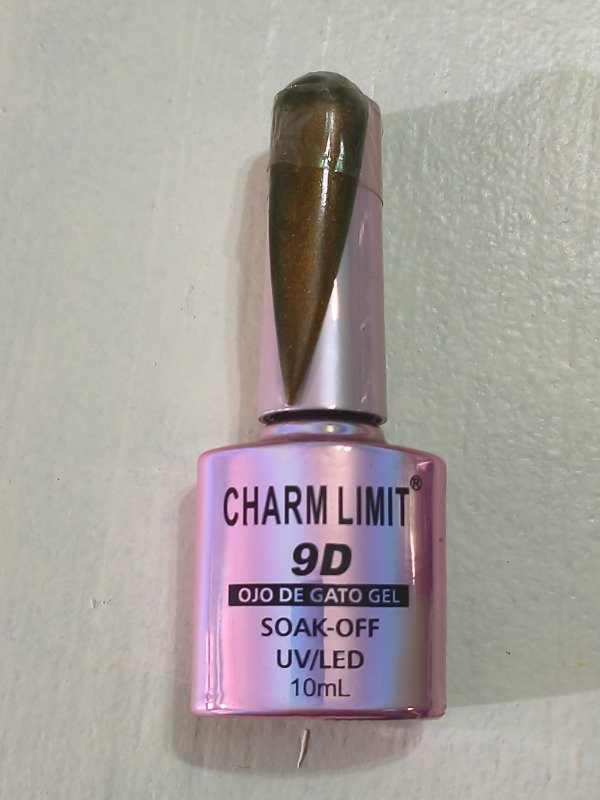 CHARM LIMIT®
9D
OJO DE GATO GEL
SOAK-OFF
UV/LED
10mL